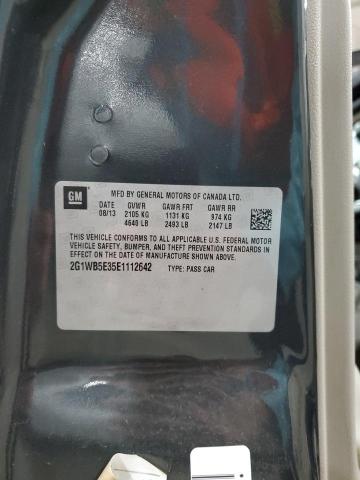 GM
MFD BY GENERAL MOTORS OF CANADA LTD.
DATE GVWR GAWR FRT GAWR RR
08/13 2105 KG 1131 KG 974 KG
4640 LB 2493 LB 2147 LB
THIS VEHICLE CONFORMS TO ALL APPLICABLE U.S. FEDERAL MOTOR
VEHICLE SAFETY, BUMPER, AND THEFT PREVENTION STANDARDS IN
EFFECT ON THE DATE OF MANUFACTURE SHOWN ABOVE.
2G1WB5E35E1112642 TYPE: PASS CAR